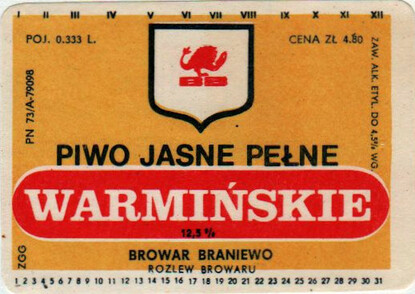 I II III IV V VI VII VIII IX X XI XII
POJ. 0.333 L.
CENA ZŁ 4.80
PN 73/A-79098
ZAW. ALK. ETYL. DO 4,5% WG.
PIWO JASNE PEŁNE
WARMIŃSKIE
12,5 %
BROWAR BRANIEWO
ROZLEW BROWARU
ZGG
1 2 3 4 5 6 7 8 9 10 11 12 13 14 15 16 17 18 19 20 21 22 23 24 25 26 27 28 29 30 31